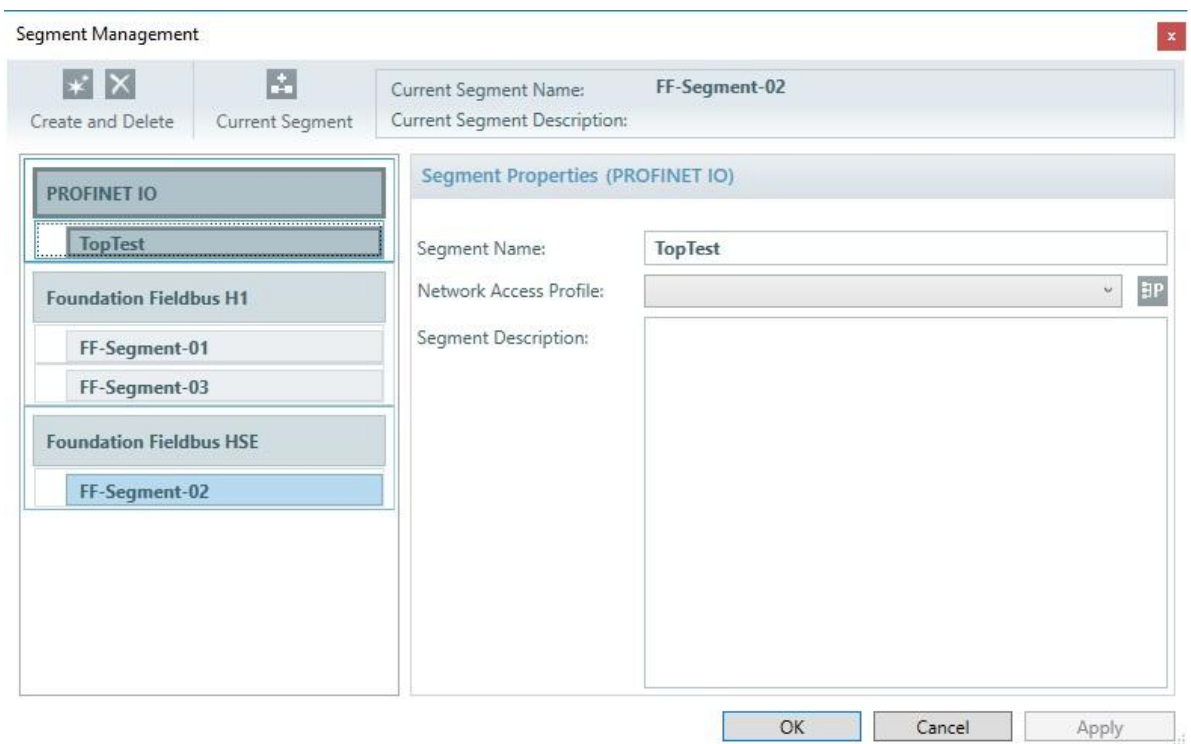 Segment Management
x
Create and Delete
Current Segment
Current Segment Name: FF-Segment-02
Current Segment Description:
PROFINET IO
TopTest
Foundation Fieldbus H1
FF-Segment-01
FF-Segment-03
Foundation Fieldbus HSE
FF-Segment-02
Segment Properties (PROFINET IO)
Segment Name: TopTest
Network Access Profile:
P
Segment Description:
OK
Cancel
Apply